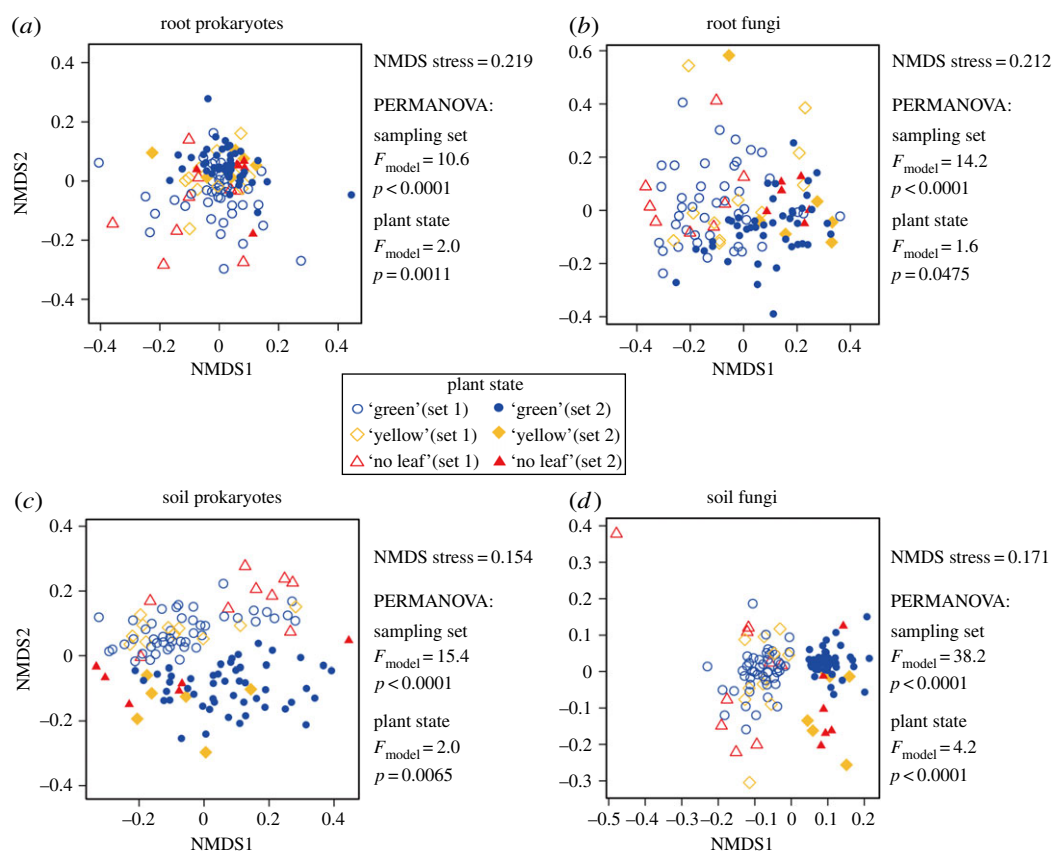 (a) root prokaryotes
0.4
0.2
0
−0.2
−0.4
NMDS2
−0.4 −0.2 0 0.2 0.4
NMDS1
NMDS stress = 0.219
PERMANOVA:
sampling set
Fmodel = 10.6
p < 0.0001
plant state
Fmodel = 2.0
p = 0.0011
(b) root fungi
0.6
0.4
0.2
0
−0.2
−0.4
−0.4 −0.2 0 0.2 0.4
NMDS1
NMDS stress = 0.212
PERMANOVA:
sampling set
Fmodel = 14.2
p < 0.0001
plant state
Fmodel = 1.6
p = 0.0475
plant state
‘green’(set 1) ‘green’(set 2)
‘yellow’(set 1) ‘yellow’(set 2)
‘no leaf’(set 1) ‘no leaf’(set 2)
(c) soil prokaryotes
0.4
0.2
0
−0.2
−0.4
NMDS2
−0.2 0 0.2 0.4
NMDS1
NMDS stress = 0.154
PERMANOVA:
sampling set
Fmodel = 15.4
p < 0.0001
plant state
Fmodel = 2.0
p = 0.0065
(d) soil fungi
0.4
0.3
0.2
0.1
0
−0.1
−0.2
−0.3
−0.5 −0.4 −0.3 −0.2 −0.1 0 0.1 0.2
NMDS1
NMDS stress = 0.171
PERMANOVA:
sampling set
Fmodel = 38.2
p < 0.0001
plant state
Fmodel = 4.2
p < 0.0001